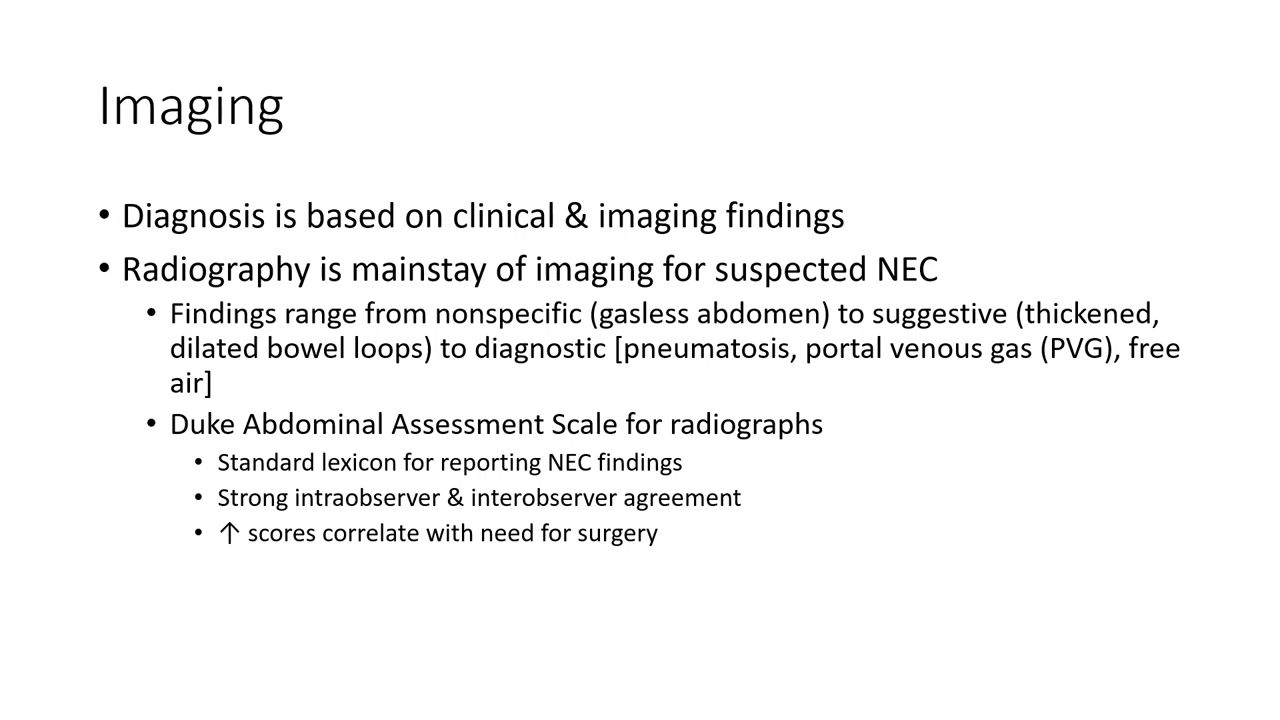 Imaging
• Diagnosis is based on clinical & imaging findings
• Radiography is mainstay of imaging for suspected NEC
• Findings range from nonspecific (gasless abdomen) to suggestive (thickened,
dilated bowel loops) to diagnostic [pneumatosis, portal venous gas (PVG), free
air]
• Duke Abdominal Assessment Scale for radiographs
• Standard lexicon for reporting NEC findings
• Strong intraobserver & interobserver agreement
• ↑ scores correlate with need for surgery